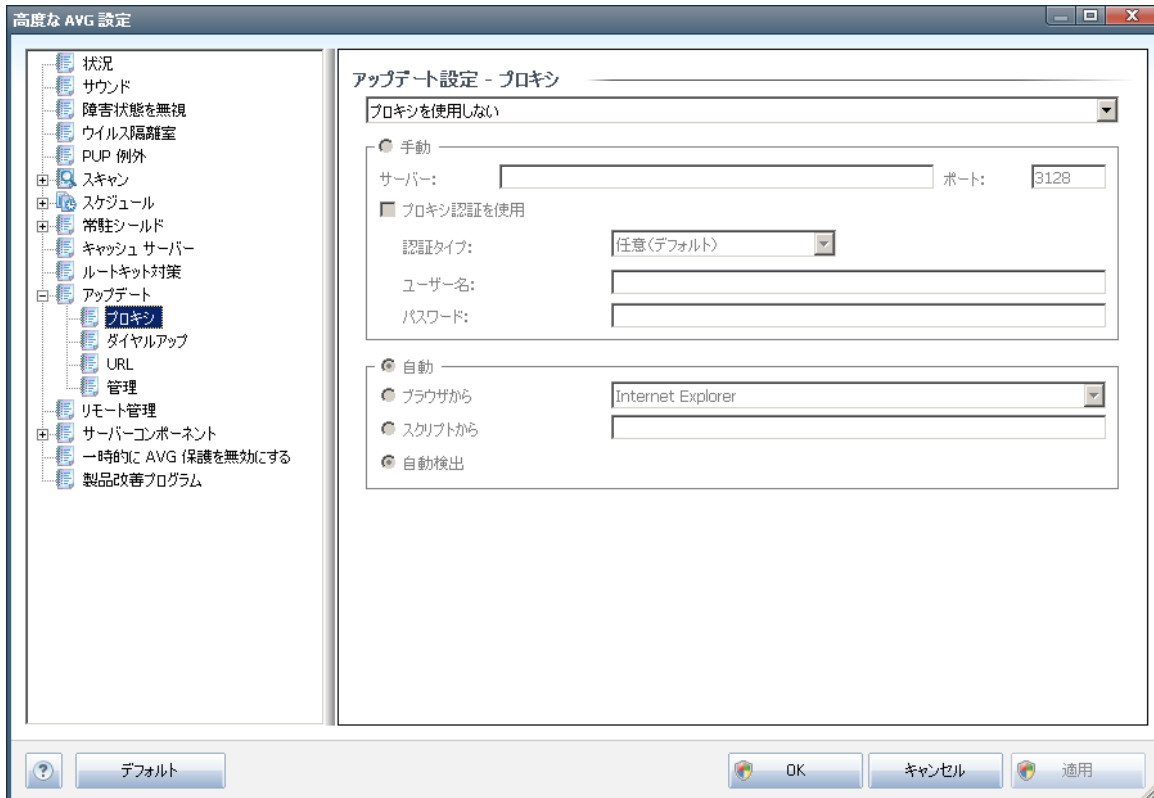 高度な AVG 設定
状況
サウンド
障害状態を無視
ウイルス隔離室
PUP 例外
スキャン
スケジュール
常駐シールド
キャッシュ サーバー
ルートキット対策
アップデート
プロキシ
ダイヤルアップ
URL
管理
リモート管理
サーバーコンポーネント
一時的に AVG 保護を無効にする
製品改善プログラム
アップデート設定 - プロキシ
プロキシを使用しない
手動
サーバー: ポート: 3128
プロキシ認証を使用
認証タイプ: 任意(デフォルト)
ユーザー名:
パスワード:
自動
ブラウザから Internet Explorer
スクリプトから
自動検出
? デフォルト OK キャンセル 適用